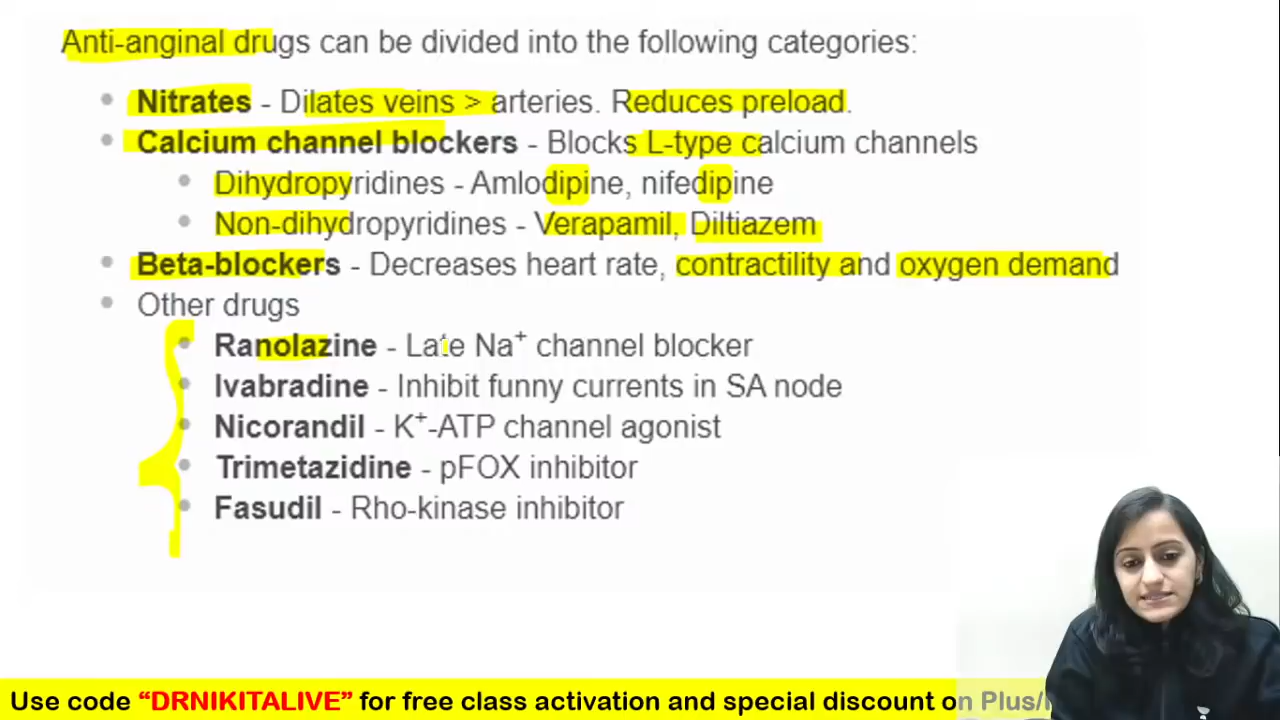 Anti-anginal drugs can be divided into the following categories:
• Nitrates - Dilates veins > arteries. Reduces preload.
• Calcium channel blockers - Blocks L-type calcium channels
• Dihydropyridines - Amlodipine, nifedipine
• Non-dihydropyridines - Verapamil, Diltiazem
• Beta-blockers - Decreases heart rate, contractility and oxygen demand
• Other drugs
• Ranolazine - Late Na⁺ channel blocker
• Ivabradine - Inhibit funny currents in SA node
• Nicorandil - K⁺-ATP channel agonist
• Trimetazidine - pFOX inhibitor
• Fasudil - Rho-kinase inhibitor
Use code “DRNIKITALIVE” for free class activation and special discount on Plus/